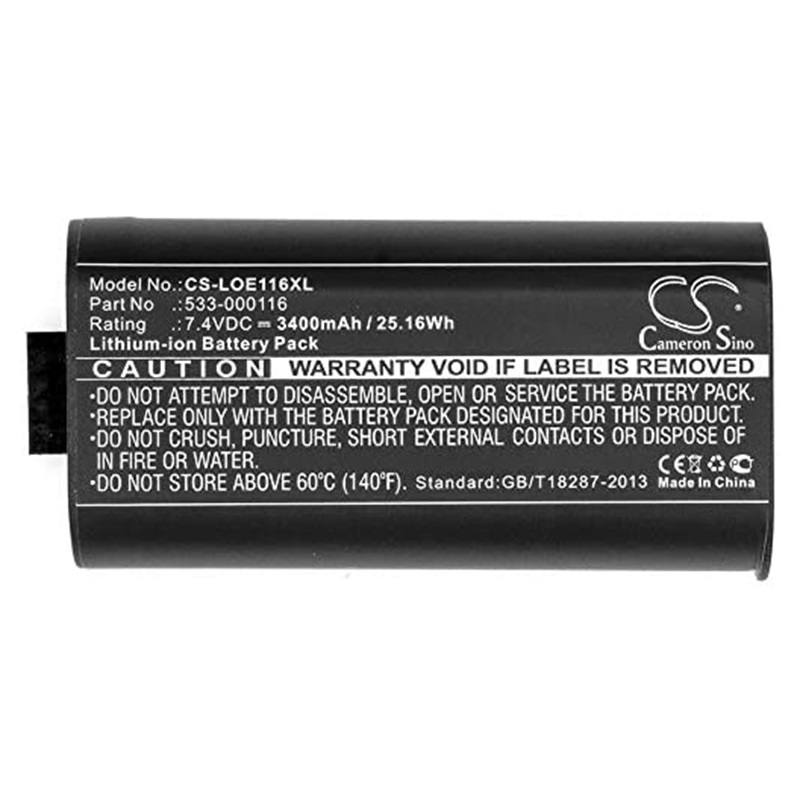 Model No.:CS-LOE116XL
Part No .:533-000116
Rating :7.4VDC ⎓ 3400mAh / 25.16Wh
Lithium-ion Battery Pack
CS
Cameron Sino
CAUTION WARRANTY VOID IF LABEL IS REMOVED
•DO NOT ATTEMPT TO DISASSEMBLE, OPEN OR SERVICE THE BATTERY PACK.
•REPLACE ONLY WITH THE BATTERY PACK DESIGNATED FOR THIS PRODUCT.
•DO NOT CRUSH, PUNCTURE, SHORT EXTERNAL CONTACTS OR DISPOSE OF
IN FIRE OR WATER.
•DO NOT STORE ABOVE 60°C (140°F). Standard:GB/T18287-2013
CE
Made In China